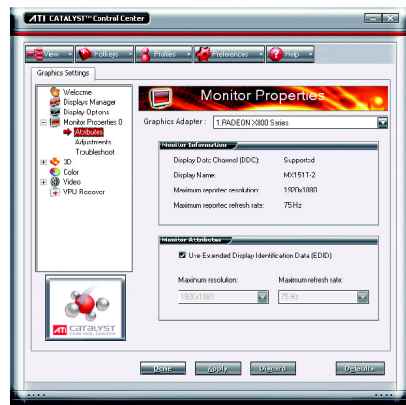 ATI CATALYST™ Control Center
View Hotkeys Profiles Preferences Help
Graphics Settings
Welcome
Displays Manager
Display Options
Monitor Properties 0
Attributes
Adjustments
Troubleshoot
3D
Color
Video
VPU Recover
Monitor Properties
Graphics Adapter : 1.RADEON X800 Series
Monitor Information
Display Data Channel (DDC): Supported
Display Name: MX151T-2
Maximum reported resolution: 1920x1080
Maximum reported refresh rate: 75 Hz
Monitor Attributes
Use Extended Display Identification Data (EDID)
Maximum resolution: Maximum refresh rate:
1920x1080 75 Hz
ATI CATALYST
CONTROL CENTER
Done Apply Discard Defaults